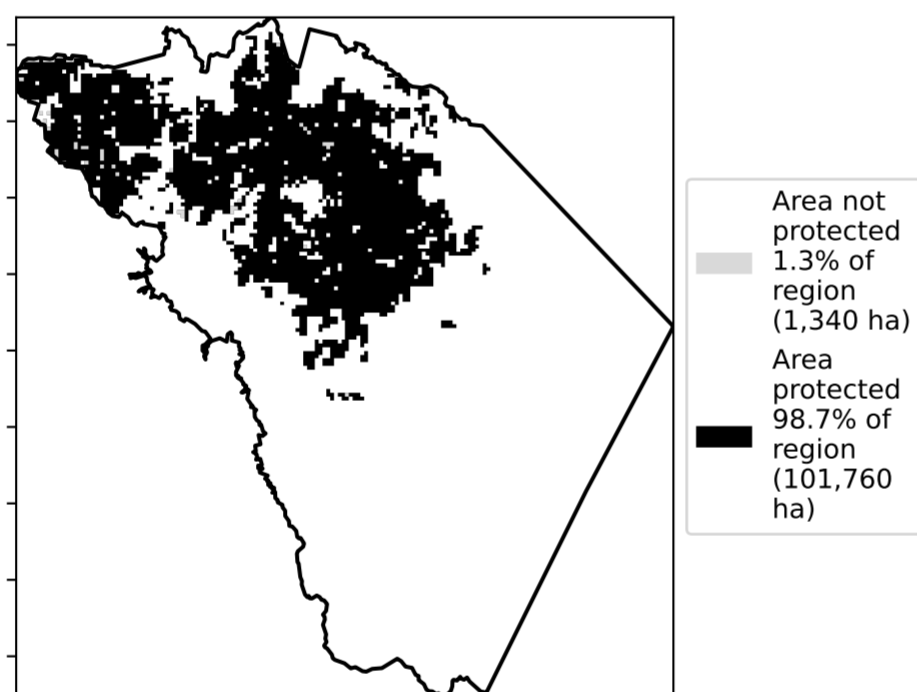 Area not
protected
1.3% of
region
(1,340 ha)
Area
protected
98.7% of
region
(101,760
ha)